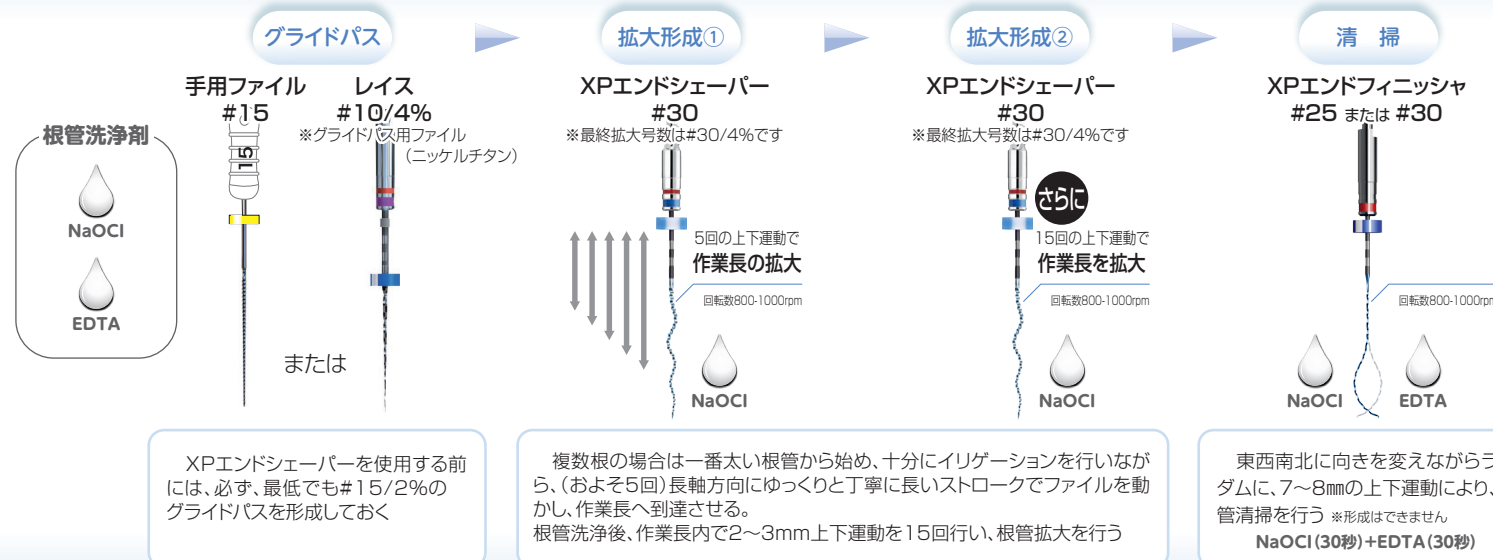 グライドパス
拡大形成①
拡大形成②
清 掃
手用ファイル
#15
レイス
#10/4%
※グライドパス用ファイル
(ニッケルチタン)
XPエンドシェーパー
#30
※最終拡大号数は#30/4%です
XPエンドシェーパー
#30
※最終拡大号数は#30/4%です
XPエンドフィニッシャ
#25 または #30
根管洗浄剤
NaOCl
EDTA
15
または
5回の上下運動で
作業長の拡大
回転数800-1000rpm
NaOCl
さらに
15回の上下運動で
作業長を拡大
回転数800-1000rpm
NaOCl
回転数800-1000rpm
NaOCl
EDTA
XPエンドシェーパーを使用する前
には、必ず、最低でも#15/2%の
グライドパスを形成しておく
複数根の場合は一番太い根管から始め、十分にイリゲーションを行いなが
ら、(およそ5回)長軸方向にゆっくりと丁寧に長いストロークでファイルを動
かし、作業長へ到達させる。
根管洗浄後、作業長内で2〜3mm上下運動を15回行い、根管拡大を行う
東西南北に向きを変えながらラ
ダムに、7〜8㎜の上下運動により、
管清掃を行う ※形成はできません
NaOCl(30秒)+EDTA(30秒)